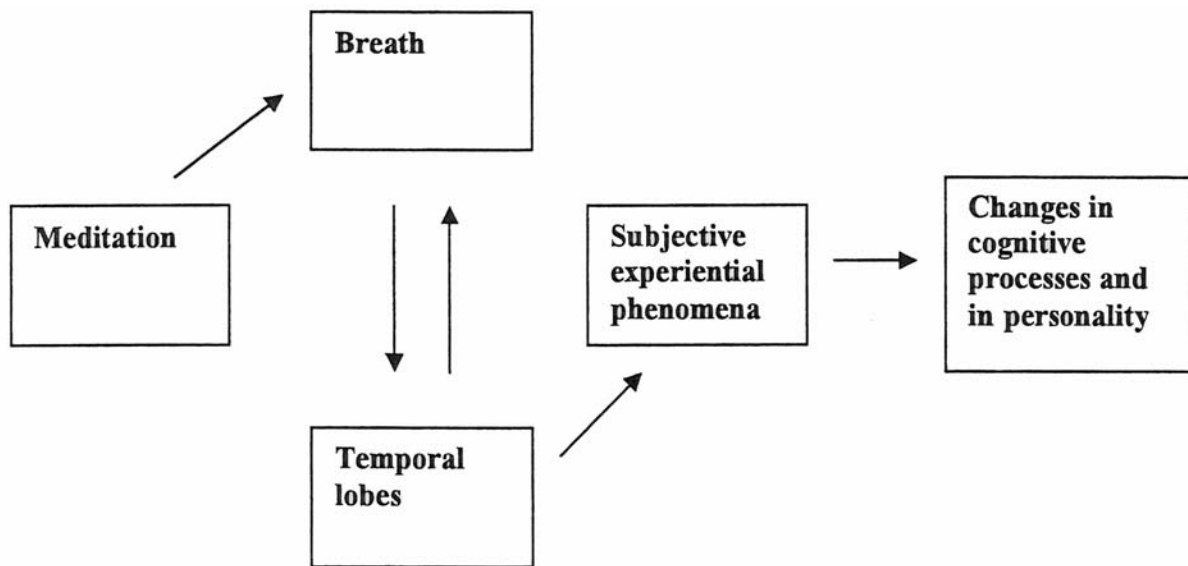 Breath
Meditation
Subjective
experiential
phenomena
Changes in
cognitive
processes and
in personality
Temporal
lobes